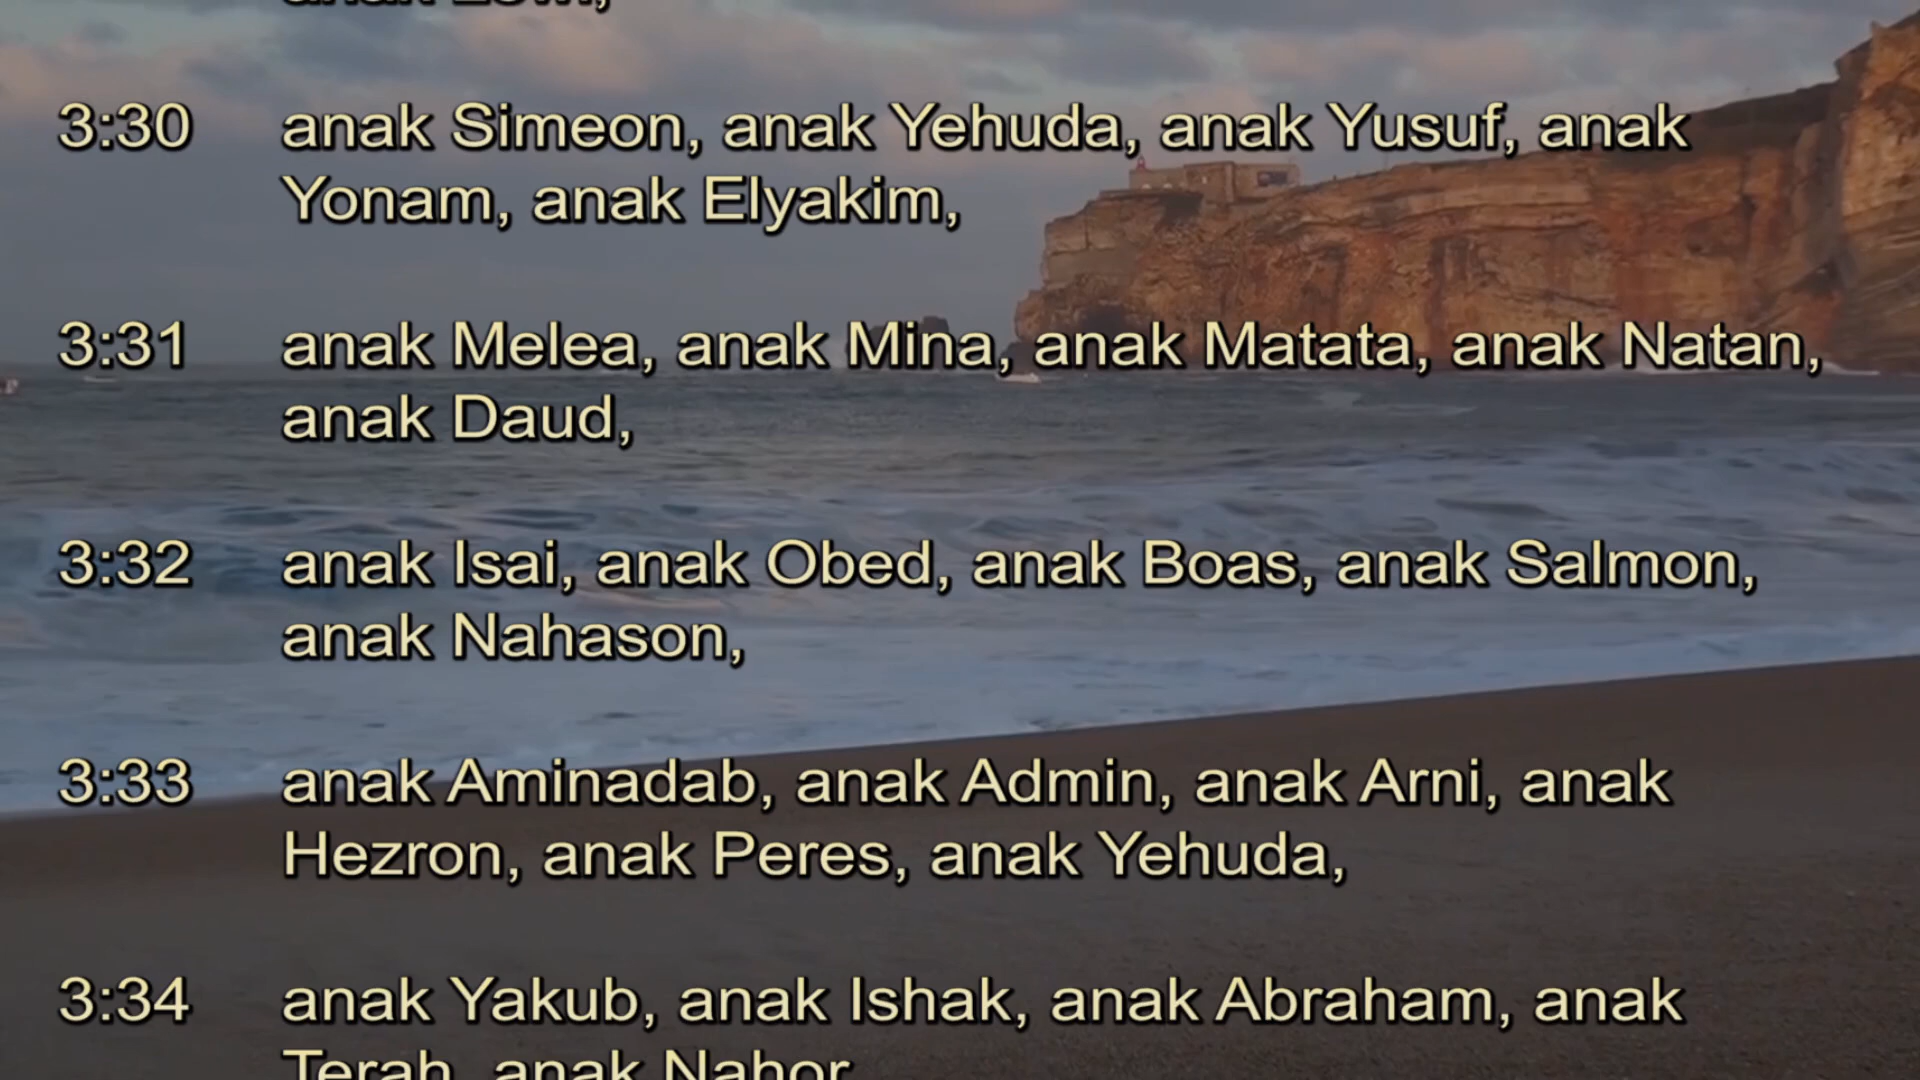 3:30 anak Simeon, anak Yehuda, anak Yusuf, anak
Yonam, anak Elyakim,
3:31 anak Melea, anak Mina, anak Matata, anak Natan,
anak Daud,
3:32 anak Isai, anak Obed, anak Boas, anak Salmon,
anak Nahason,
3:33 anak Aminadab, anak Admin, anak Arni, anak
Hezron, anak Peres, anak Yehuda,
3:34 anak Yakub, anak Ishak, anak Abraham, anak
Terah, anak Nahor